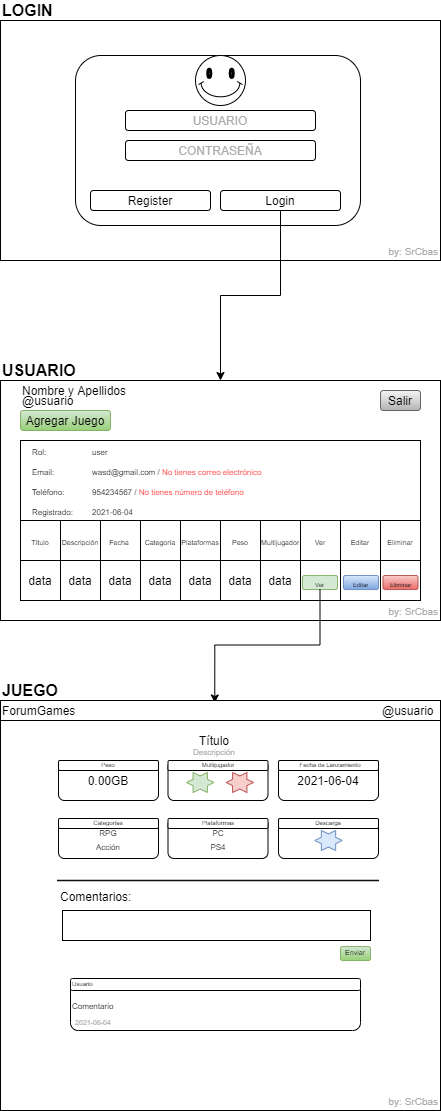 LOGIN
USUARIO
CONTRASEÑA
Register
Login
by: SrCbas
USUARIO
Nombre y Apellidos
@usuario
Salir
Agregar Juego
Rol: user
Email: wasd@gmail.com / No tienes correo electrónico
Teléfono: 954234567 / No tienes número de teléfono
Registrado: 2021-06-04
Título Descripción Fecha Categoría Plataformas Peso Multijugador Ver Editar Eliminar
data data data data data data data Ver Editar Eliminar
by: SrCbas
JUEGO
ForumGames @usuario
Título
Descripción
Peso Multijugador Fecha de Lanzamiento
0.00GB 2021-06-04
Categorías Plataformas Descarga
RPG PC
Acción PS4
Comentarios:
Enviar
Usuario
Comentario
2021-06-04
by: SrCbas